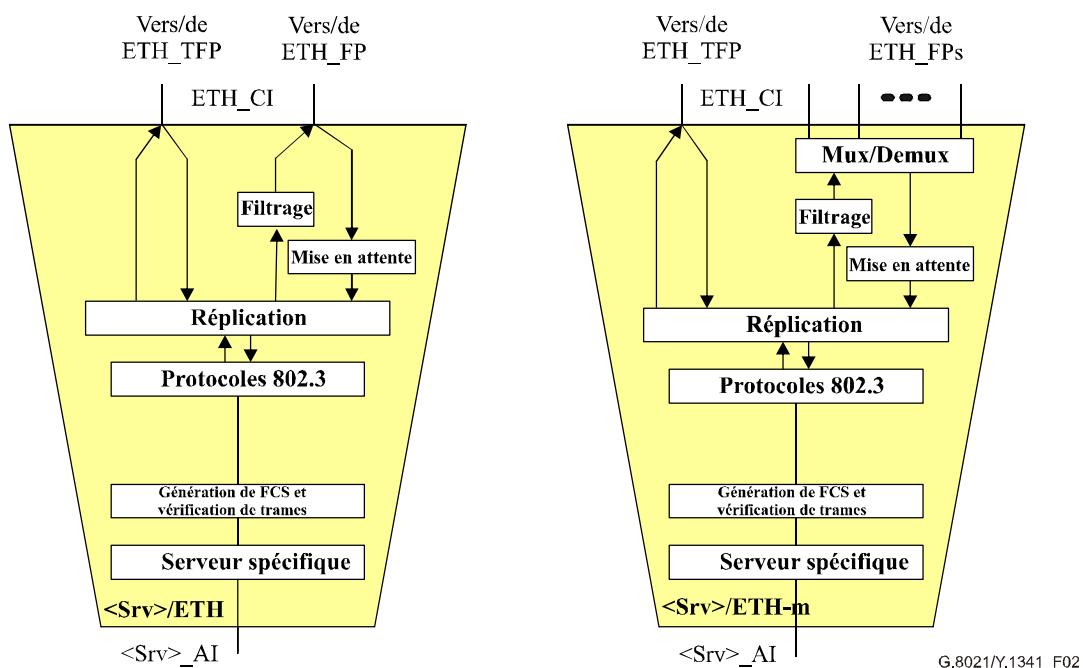 Vers/de
ETH_TFP
Vers/de
ETH_FP
ETH_CI
Filtrage
Mise en attente
Réplication
Protocoles 802.3
Génération de FCS et
vérification de trames
Serveur spécifique
<Srv>/ETH
<Srv>_AI
Vers/de
ETH_TFP
Vers/de
ETH_FPs
ETH_CI
Mux/Demux
Filtrage
Mise en attente
Réplication
Protocoles 802.3
Génération de FCS et
vérification de trames
Serveur spécifique
<Srv>/ETH-m
<Srv>_AI
G.8021/Y.1341_F02